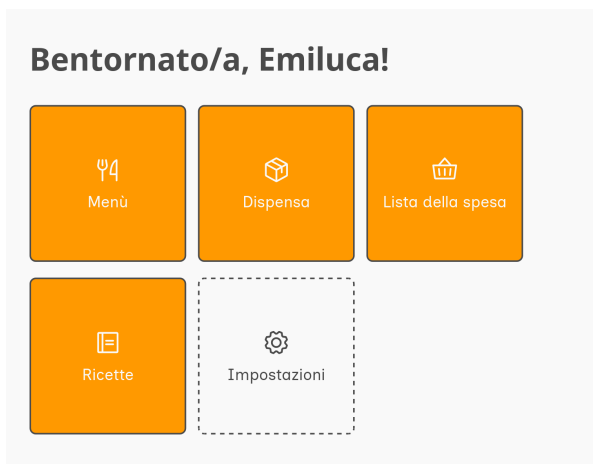 Bentornato/a, Emiluca!
Menù
Dispensa
Lista della spesa
Ricette
Impostazioni